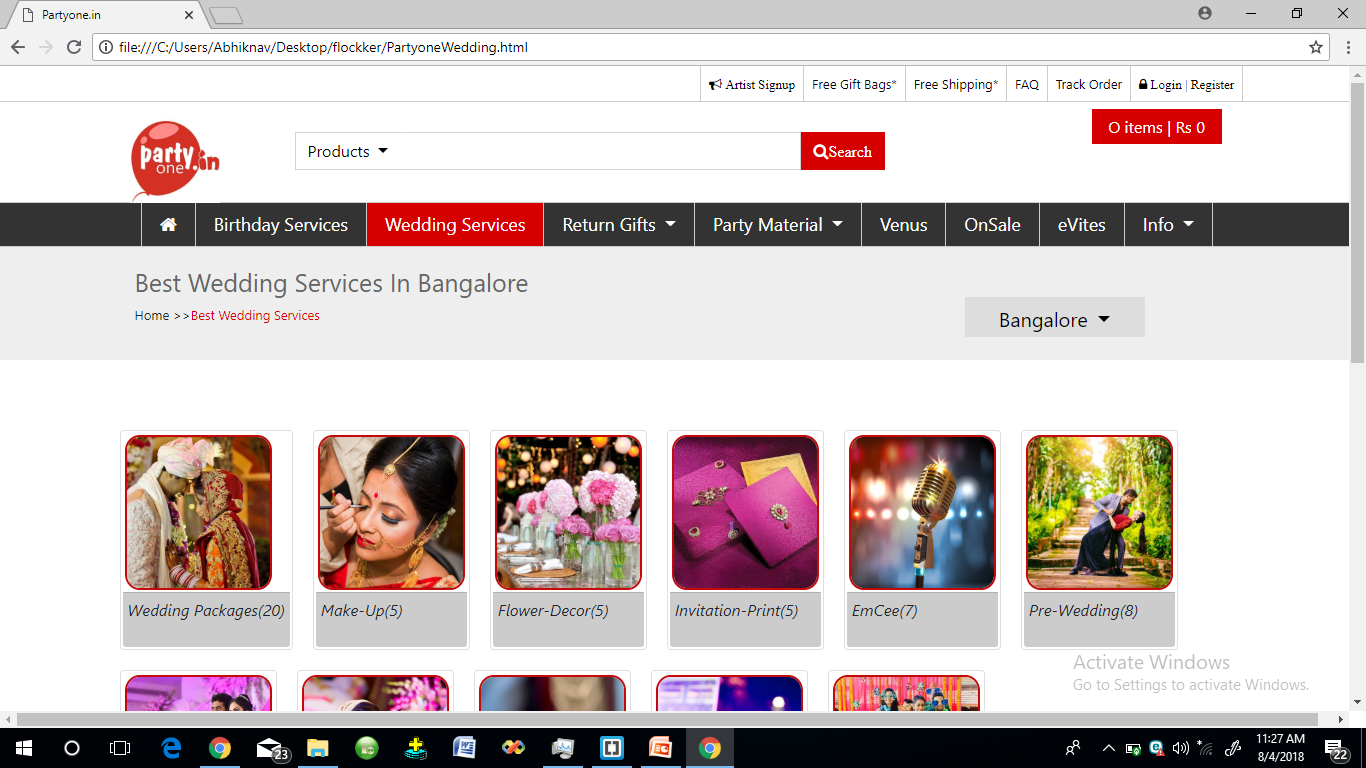 Partyone.in
file:///C:/Users/Abhiknav/Desktop/flockker/PartyoneWedding.html
Artist Signup Free Gift Bags* Free Shipping* FAQ Track Order Login | Register
O items | Rs 0
party one .in
Products Search
Birthday Services Wedding Services Return Gifts Party Material Venus OnSale eVites Info
Best Wedding Services In Bangalore
Home >>Best Wedding Services
Bangalore
Wedding Packages(20) Make-Up(5) Flower-Decor(5) Invitation-Print(5) EmCee(7) Pre-Wedding(8)
Activate Windows
Go to Settings to activate Windows.
23
11:27 AM
8/4/2018
22